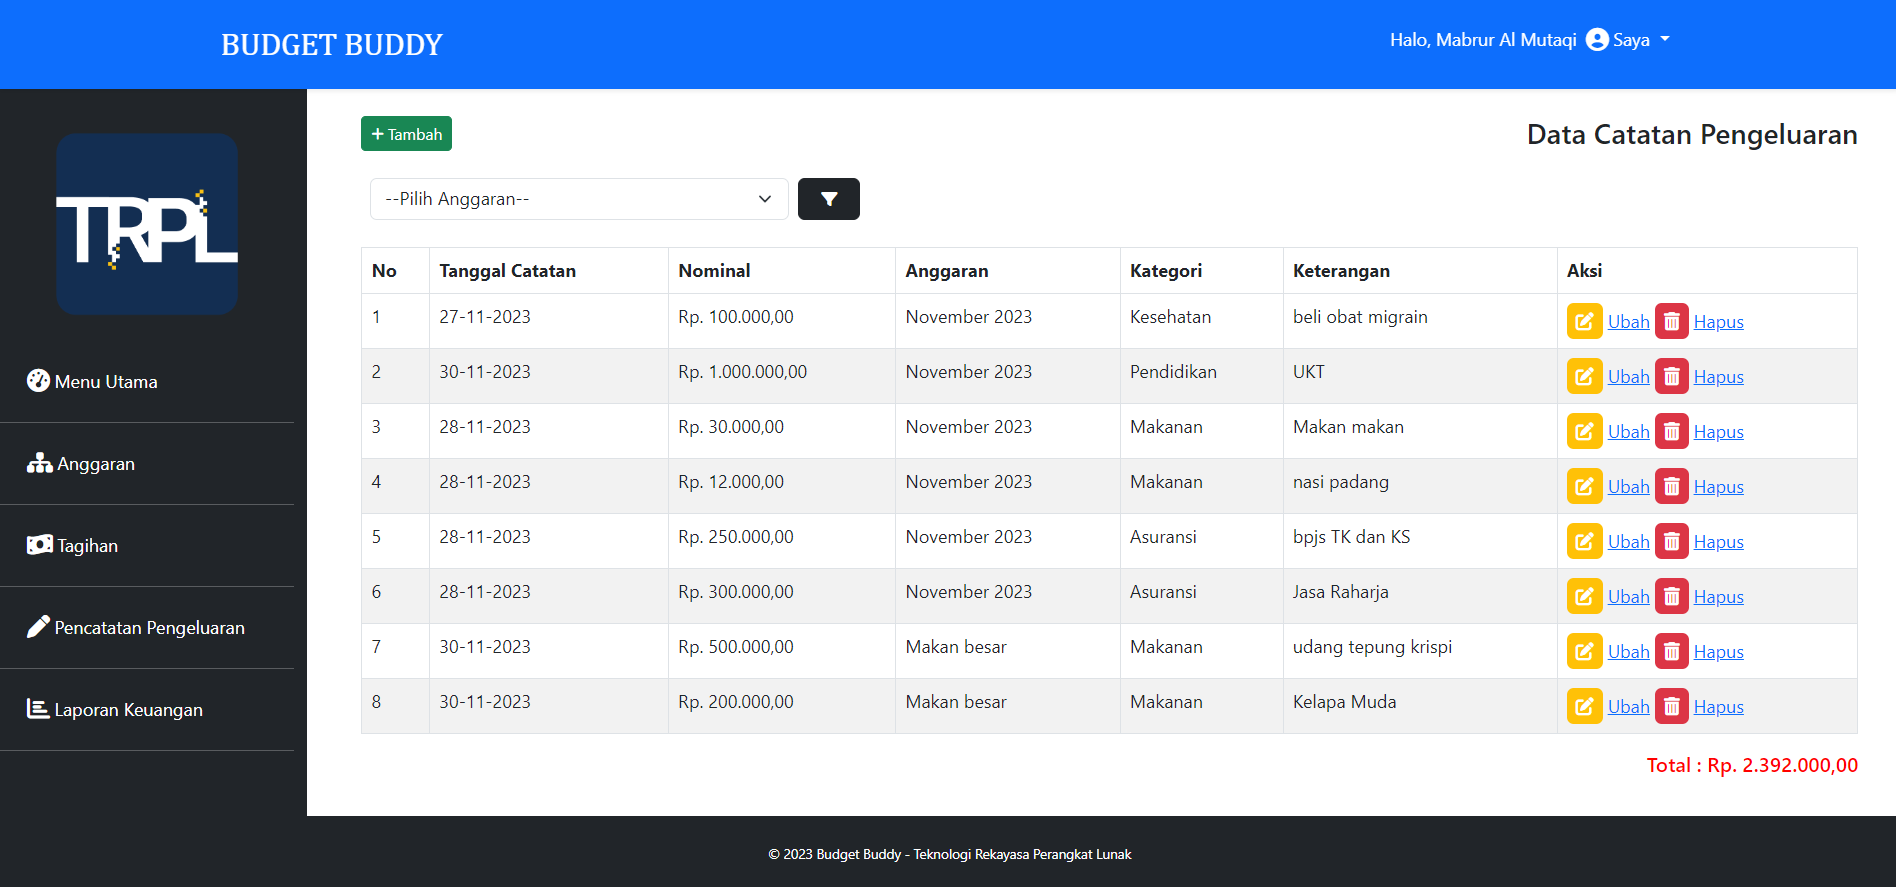 BUDGET BUDDY
Halo, Mabrur Al Mutaqi Saya
TRPL
Menu Utama
Anggaran
Tagihan
Pencatatan Pengeluaran
Laporan Keuangan
+ Tambah
Data Catatan Pengeluaran
--Pilih Anggaran--
No Tanggal Catatan Nominal Anggaran Kategori Keterangan Aksi
1 27-11-2023 Rp. 100.000,00 November 2023 Kesehatan beli obat migrain Ubah Hapus
2 30-11-2023 Rp. 1.000.000,00 November 2023 Pendidikan UKT Ubah Hapus
3 28-11-2023 Rp. 30.000,00 November 2023 Makanan Makan makan Ubah Hapus
4 28-11-2023 Rp. 12.000,00 November 2023 Makanan nasi padang Ubah Hapus
5 28-11-2023 Rp. 250.000,00 November 2023 Asuransi bpjs TK dan KS Ubah Hapus
6 28-11-2023 Rp. 300.000,00 November 2023 Asuransi Jasa Raharja Ubah Hapus
7 30-11-2023 Rp. 500.000,00 Makan besar Makanan udang tepung krispi Ubah Hapus
8 30-11-2023 Rp. 200.000,00 Makan besar Makanan Kelapa Muda Ubah Hapus
Total : Rp. 2.392.000,00
© 2023 Budget Buddy - Teknologi Rekayasa Perangkat Lunak